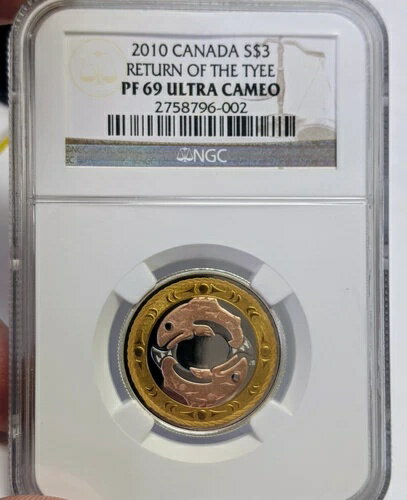 2010 CANADA S$3
RETURN OF THE TYEE
PF 69 ULTRA CAMEO
2758796-002
NGC